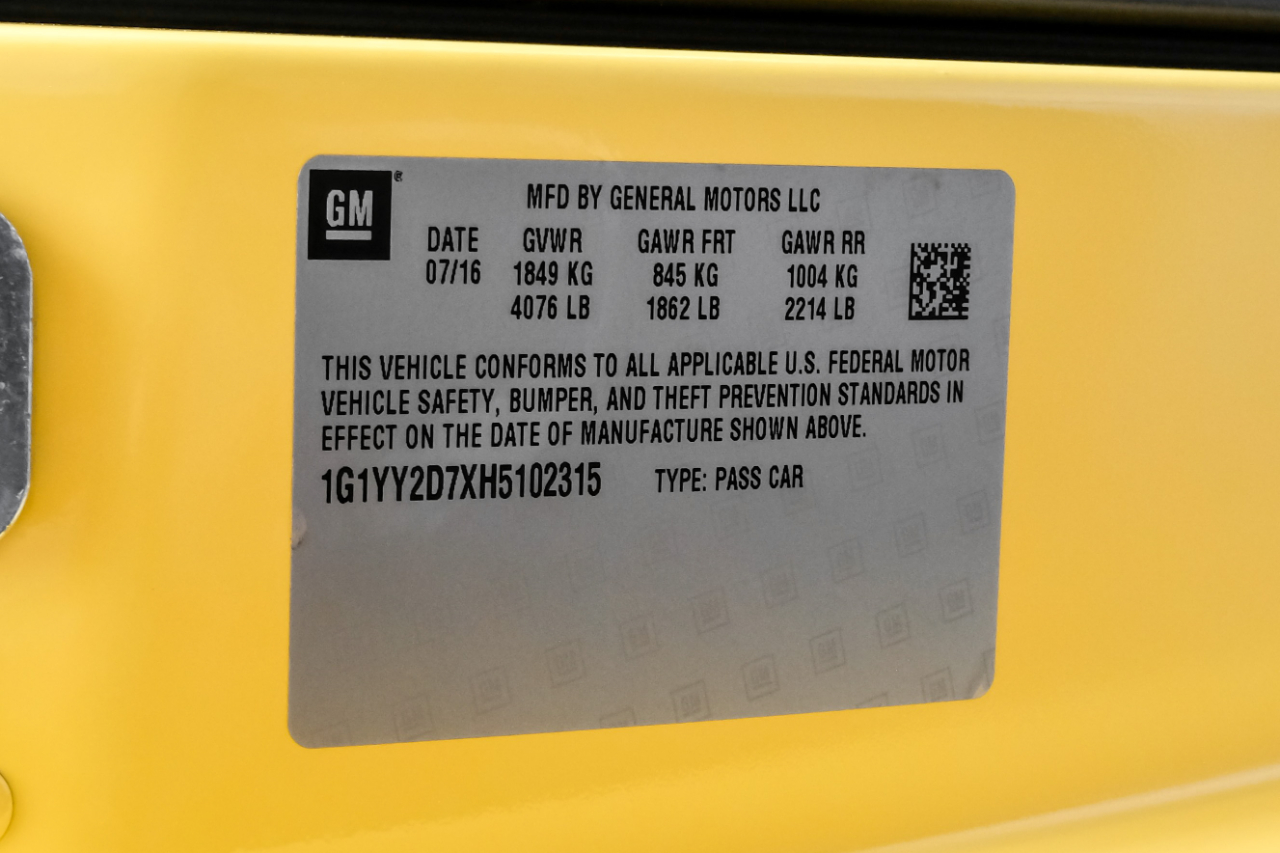 GM®
MFD BY GENERAL MOTORS LLC
DATE GVWR GAWR FRT GAWR RR
07/16 1849 KG 845 KG 1004 KG
4076 LB 1862 LB 2214 LB
THIS VEHICLE CONFORMS TO ALL APPLICABLE U.S. FEDERAL MOTOR
VEHICLE SAFETY, BUMPER, AND THEFT PREVENTION STANDARDS IN
EFFECT ON THE DATE OF MANUFACTURE SHOWN ABOVE.
1G1YY2D7XH5102315 TYPE: PASS CAR